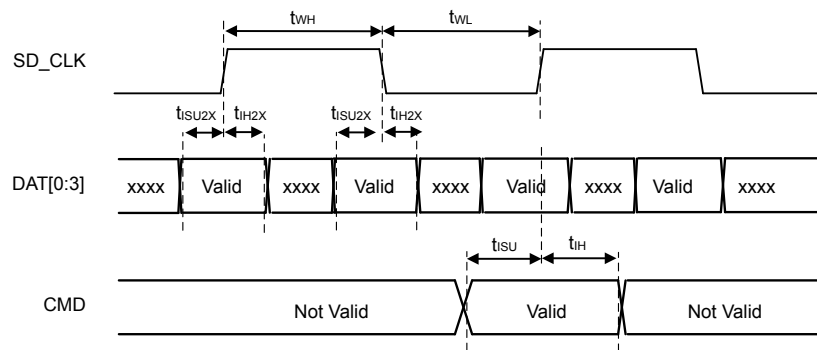 tWH tWL
SD_CLK
tISU2X tIH2X tISU2X tIH2X
DAT[0:3] xxxx Valid xxxx Valid xxxx Valid xxxx Valid xxxx
tISU tIH
CMD Not Valid Valid Not Valid